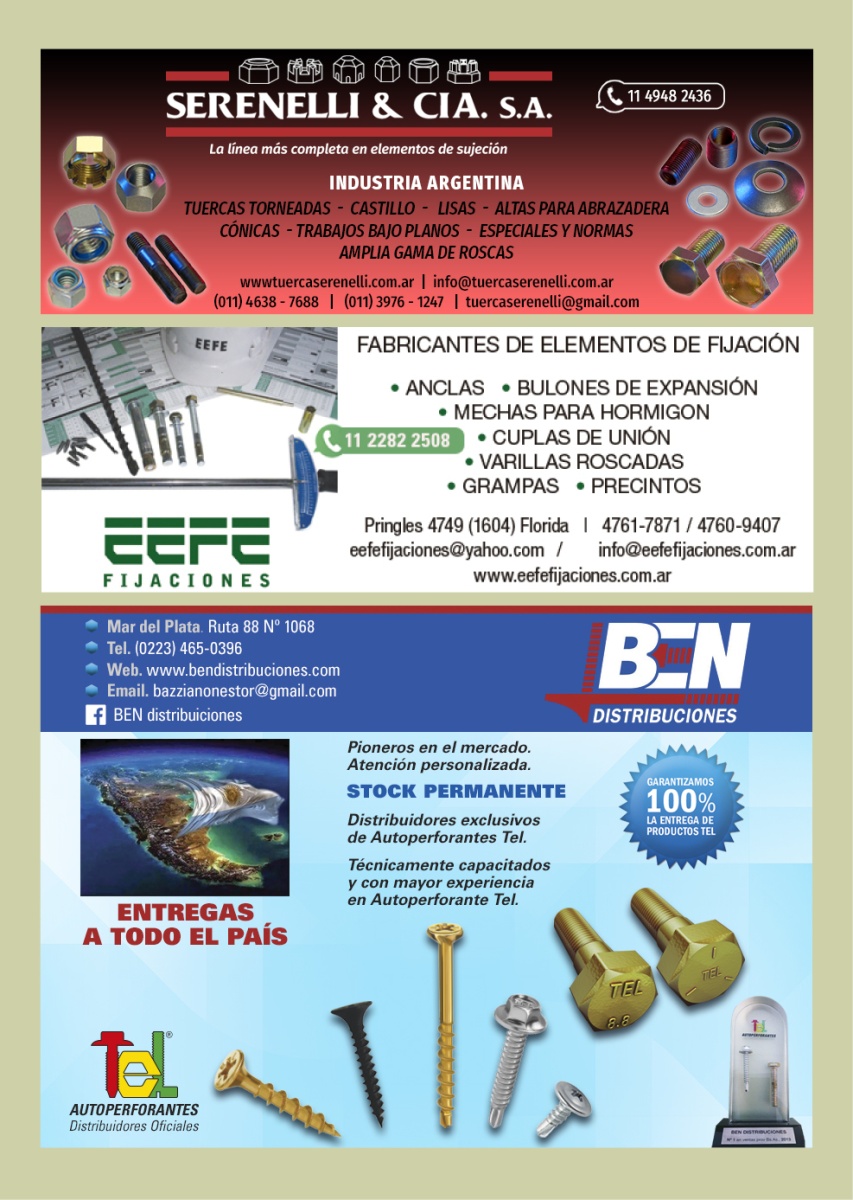 SERENELLI & CIA. S.A.
11 4948 2436
La línea más completa en elementos de sujeción
INDUSTRIA ARGENTINA
TUERCAS TORNEADAS - CASTILLO - LISAS - ALTAS PARA ABRAZADERA
CÓNICAS - TRABAJOS BAJO PLANOS - ESPECIALES Y NORMAS
AMPLIA GAMA DE ROSCAS
wwwtuercaserenelli.com.ar | info@tuercaserenelli.com.ar
(011) 4638 - 7688 | (011) 3976 - 1247 | tuercaserenelli@gmail.com
EEFE
FABRICANTES DE ELEMENTOS DE FIJACIÓN
• ANCLAS • BULONES DE EXPANSIÓN
• MECHAS PARA HORMIGON
11 2282 2508
• CUPLAS DE UNIÓN
• VARILLAS ROSCADAS
• GRAMPAS • PRECINTOS
EEFE
FIJACIONES
Pringles 4749 (1604) Florida | 4761-7871 / 4760-9407
eefefijaciones@yahoo.com / info@eefefijaciones.com.ar
www.eefefijaciones.com.ar
Mar del Plata. Ruta 88 Nº 1068
Tel. (0223) 465-0396
Web. www.bendistribuciones.com
Email. bazzianonestor@gmail.com
BEN distribuiciones
BEN
DISTRIBUCIONES
Pioneros en el mercado.
Atención personalizada.
STOCK PERMANENTE
Distribuidores exclusivos
de Autoperforantes Tel.
Técnicamente capacitados
y con mayor experiencia
en Autoperforante Tel.
GARANTIZAMOS
100%
LA ENTREGA DE
PRODUCTOS TEL
ENTREGAS
A TODO EL PAÍS
TEL
8.8
TEL
TEL®
AUTOPERFORANTES
Distribuidores Oficiales
TEL
AUTOPERFORANTES
BEN DISTRIBUCIONES